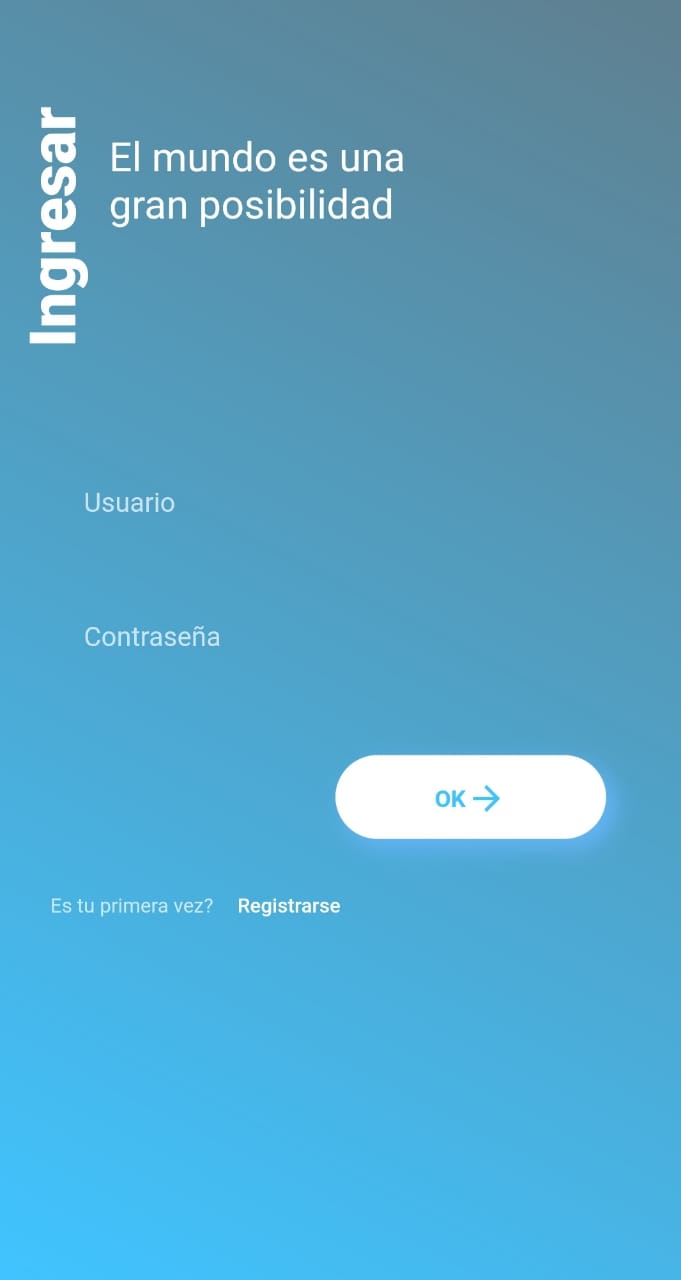 Ingresar
El mundo es una
gran posibilidad
Usuario
Contraseña
OK
Es tu primera vez? Registrarse